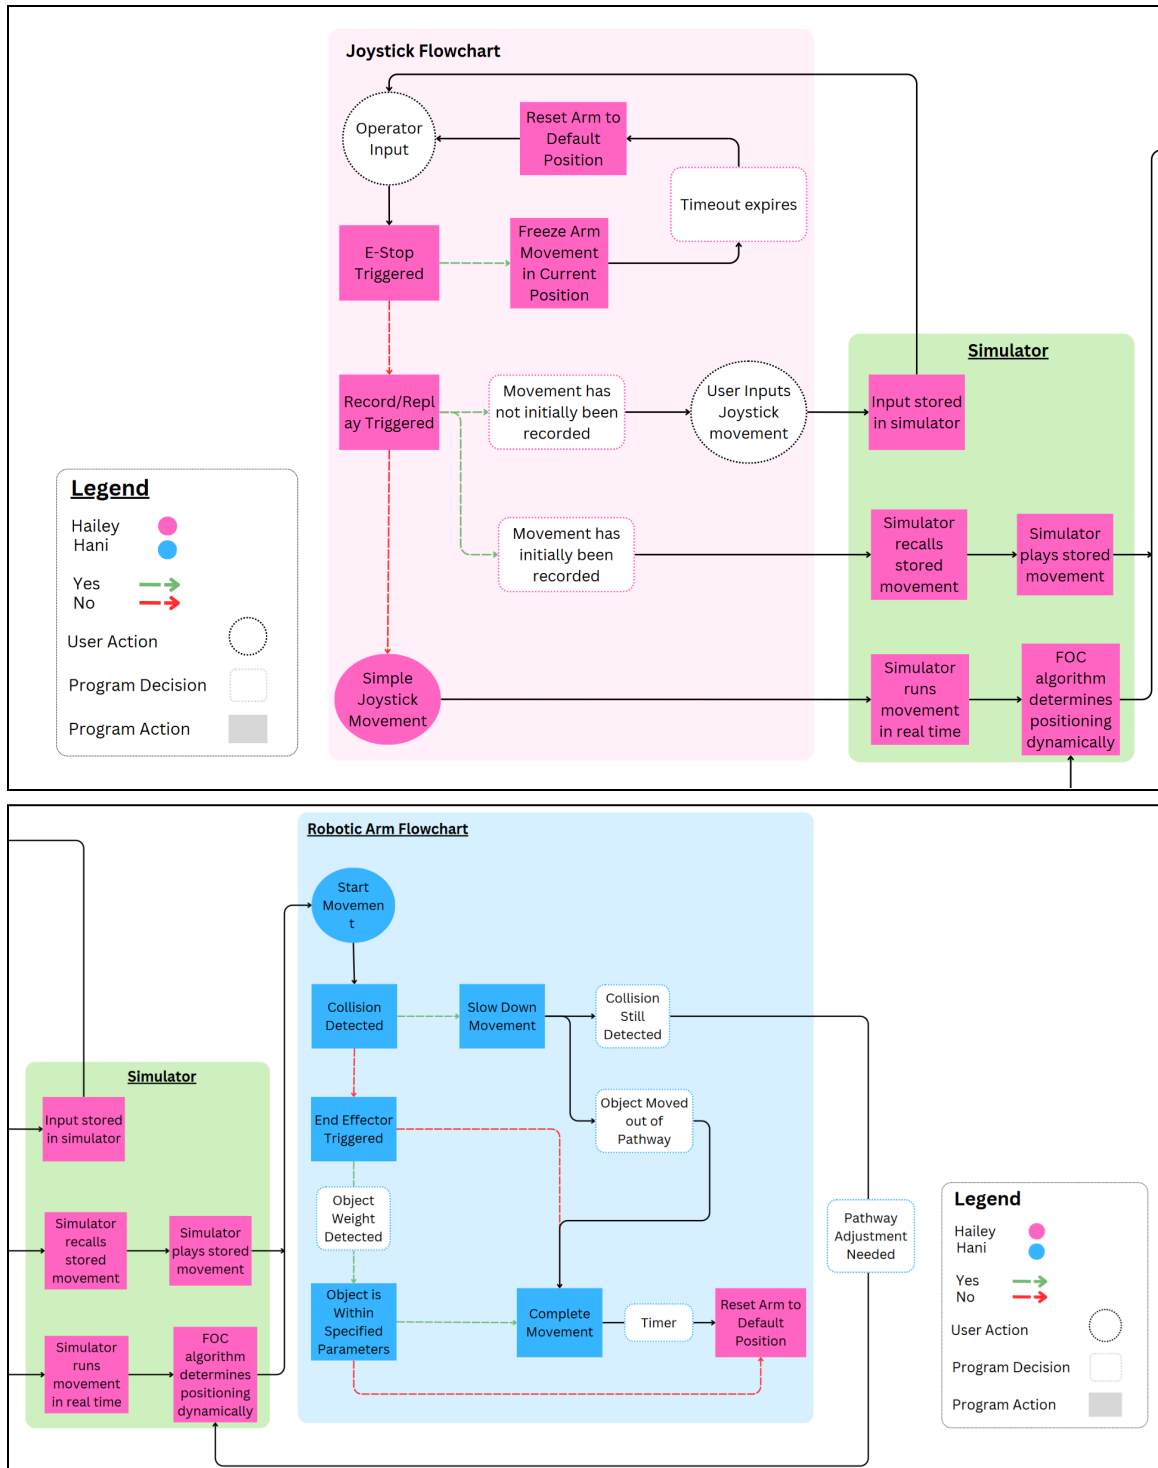 Joystick Flowchart
Operator
Input
Reset Arm to
Default
Position
Timeout expires
E-Stop
Triggered
Freeze Arm
Movement
in Current
Position
Record/Repl
ay Triggered
Movement has
not initially been
recorded
User Inputs
Joystick
movement
Movement has
initially been
recorded
Simple
Joystick
Movement
Simulator
Input stored
in simulator
Simulator
recalls
stored
movement
Simulator
plays stored
movement
Simulator
runs
movement
in real time
FOC
algorithm
determines
positioning
dynamically
Legend
Hailey
Hani
Yes
No
User Action
Program Decision
Program Action
Robotic Arm Flowchart
Start
Movemen
t
Collision
Detected
Slow Down
Movement
Collision
Still
Detected
End Effector
Triggered
Object Moved
out of
Pathway
Object
Weight
Detected
Object is
Within
Specified
Parameters
Complete
Movement
Timer
Reset Arm to
Default
Position
Pathway
Adjustment
Needed
Simulator
Input stored
in simulator
Simulator
recalls
stored
movement
Simulator
plays stored
movement
Simulator
runs
movement
in real time
FOC
algorithm
determines
positioning
dynamically
Legend
Hailey
Hani
Yes
No
User Action
Program Decision
Program Action